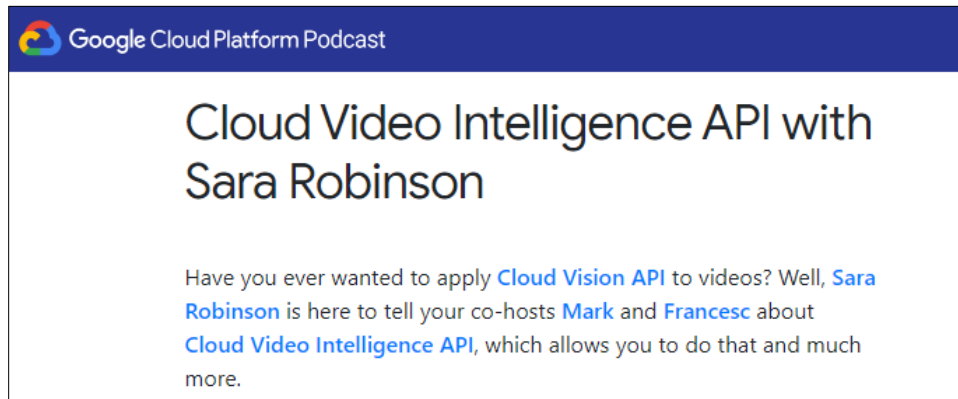 Google Cloud Platform Podcast
Cloud Video Intelligence API with
Sara Robinson
Have you ever wanted to apply Cloud Vision API to videos? Well, Sara
Robinson is here to tell your co-hosts Mark and Francesc about
Cloud Video Intelligence API, which allows you to do that and much
more.